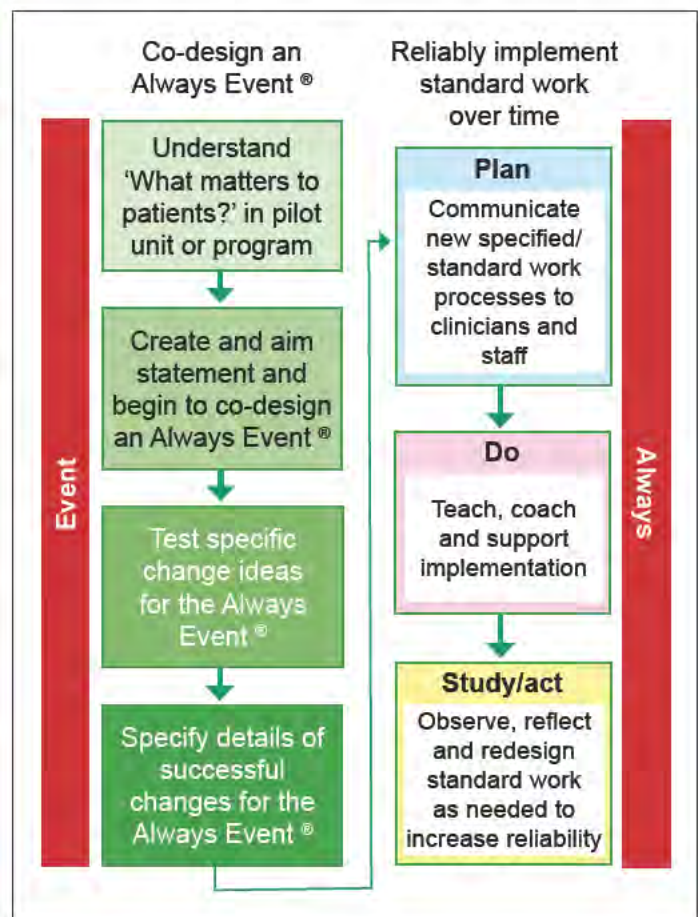 Co-design an
Always Event ®
Event
Understand
‘What matters to
patients?’ in pilot
unit or program
Create and aim
statement and
begin to co-design
an Always Event ®
Test specific
change ideas
for the Always
Event ®
Specify details of
successful
changes for the
Always Event ®
Reliably implement
standard work
over time
Plan
Communicate
new specified/
standard work
processes to
clinicians and
staff
Do
Teach, coach
and support
implementation
Study/act
Observe, reflect
and redesign
standard work
as needed to
increase reliability
Always